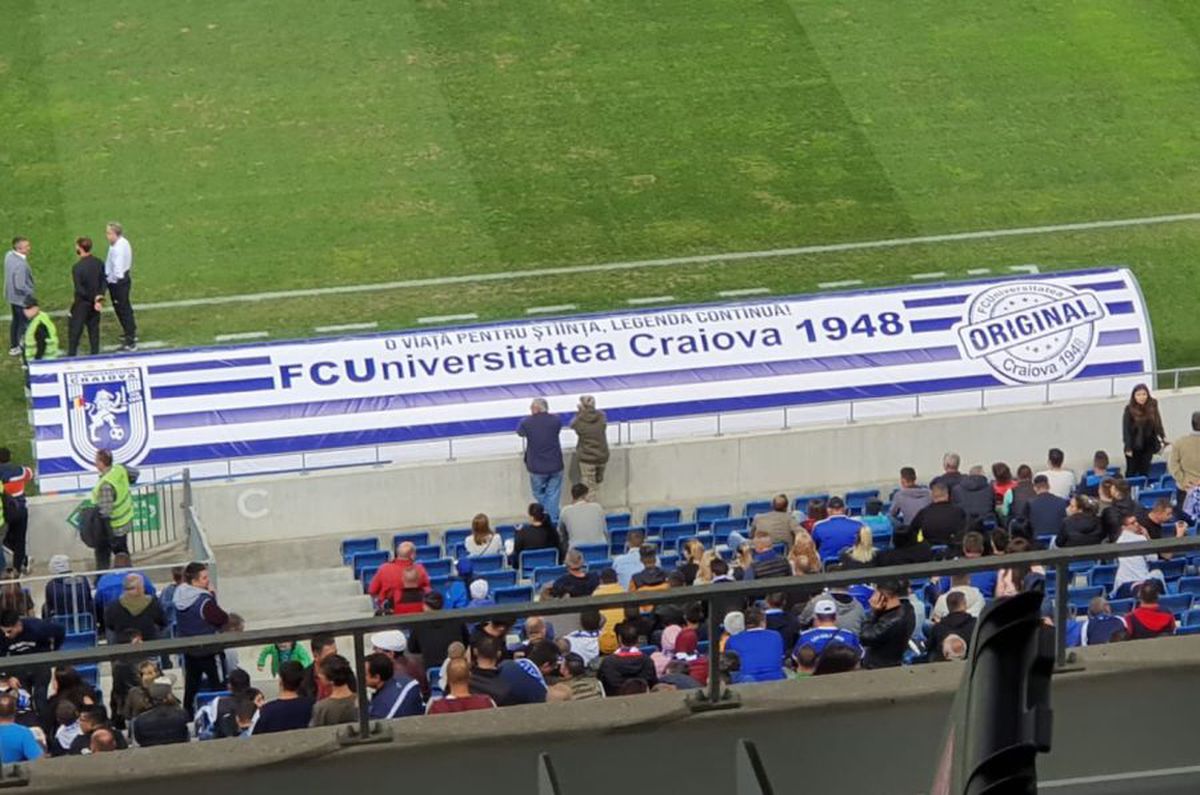 O VIAȚĂ PENTRU ȘTIINȚA, LEGENDA CONTINUĂ!
FCUniversitatea Craiova 1948
CRAIOVA
FCUniversitatea
ORIGINAL
Craiova 1948
C